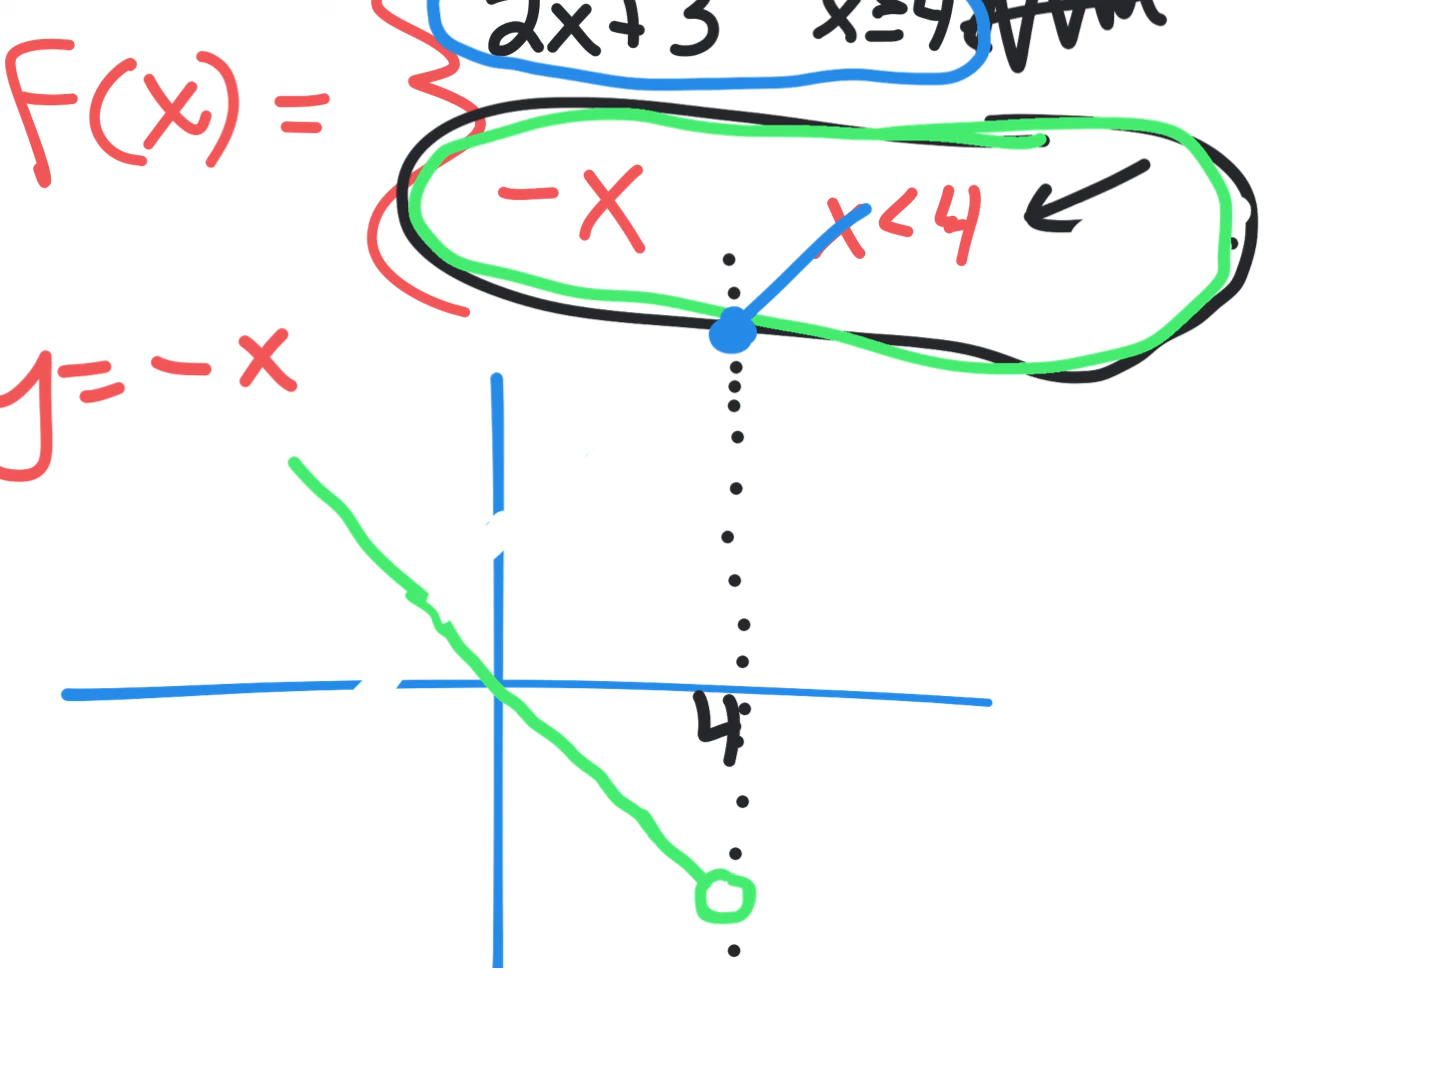 2x+3 x≥4
F(x) =
-x x<4
y=-x
4